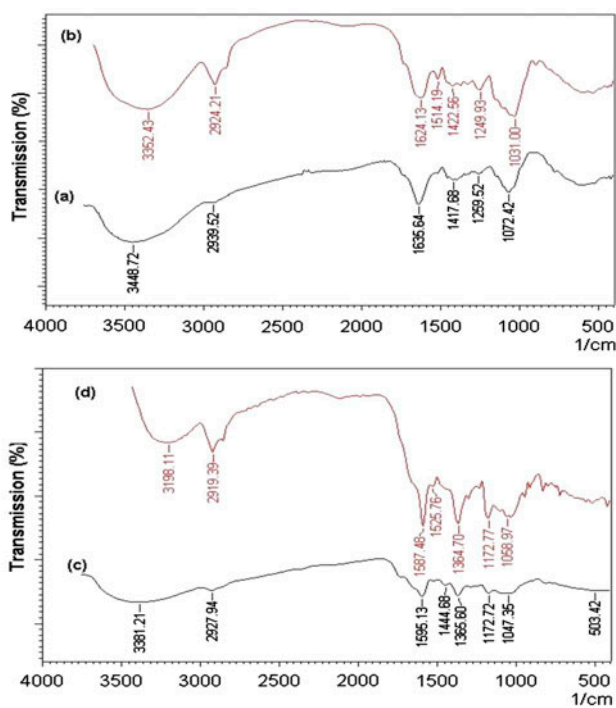 (b)
3352.43
2924.21
1624.13
1514.19
1422.56
1249.93
1031.00
Transmission (%)
(a)
3448.72
2939.52
1635.64
1417.68
1259.52
1072.42
4000 3500 3000 2500 2000 1500 1000 500
1/cm
(d)
3198.11
2919.39
1587.48
1525.76
1364.70
1172.77
1058.97
Transmission (%)
(c)
3381.21
2927.94
1595.13
1444.68
1365.60
1172.72
1047.35
503.42
4000 3500 3000 2500 2000 1500 1000 500
1/cm